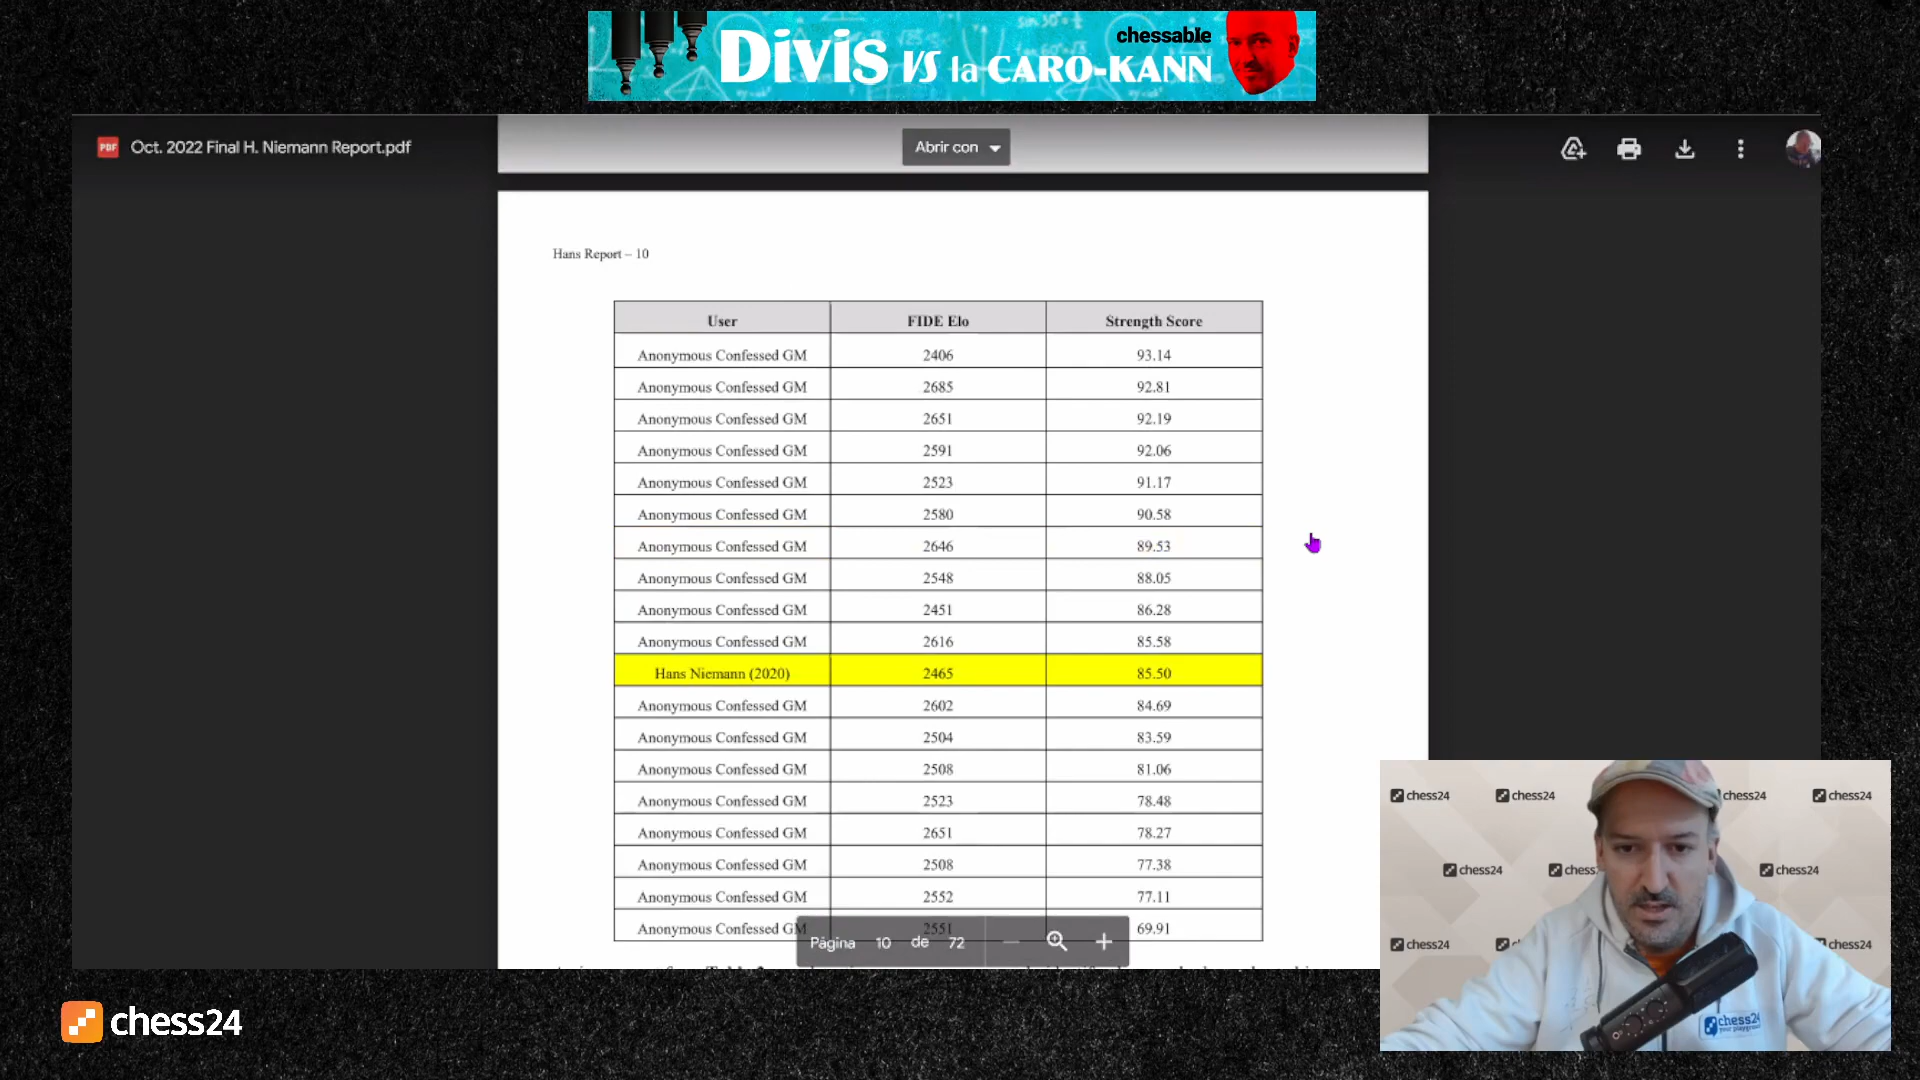 Divis vs la CARO-KANN
chessable
PDF Oct. 2022 Final H. Niemann Report.pdf
Abrir con
Hans Report – 10
User FIDE Elo Strength Score
Anonymous Confessed GM 2406 93.14
Anonymous Confessed GM 2685 92.81
Anonymous Confessed GM 2651 92.19
Anonymous Confessed GM 2591 92.06
Anonymous Confessed GM 2523 91.17
Anonymous Confessed GM 2580 90.58
Anonymous Confessed GM 2646 89.53
Anonymous Confessed GM 2548 88.05
Anonymous Confessed GM 2451 86.28
Anonymous Confessed GM 2616 85.58
Hans Niemann (2020) 2465 85.50
Anonymous Confessed GM 2602 84.69
Anonymous Confessed GM 2504 83.59
Anonymous Confessed GM 2508 81.06
Anonymous Confessed GM 2523 78.48
Anonymous Confessed GM 2651 78.27
Anonymous Confessed GM 2508 77.38
Anonymous Confessed GM 2552 77.11
Anonymous Confessed GM 2551 69.91
Página 10 de 72
chess24
chess24 chess24 chess24 chess24
chess24 chess chess24
chess24 chess24
chess24